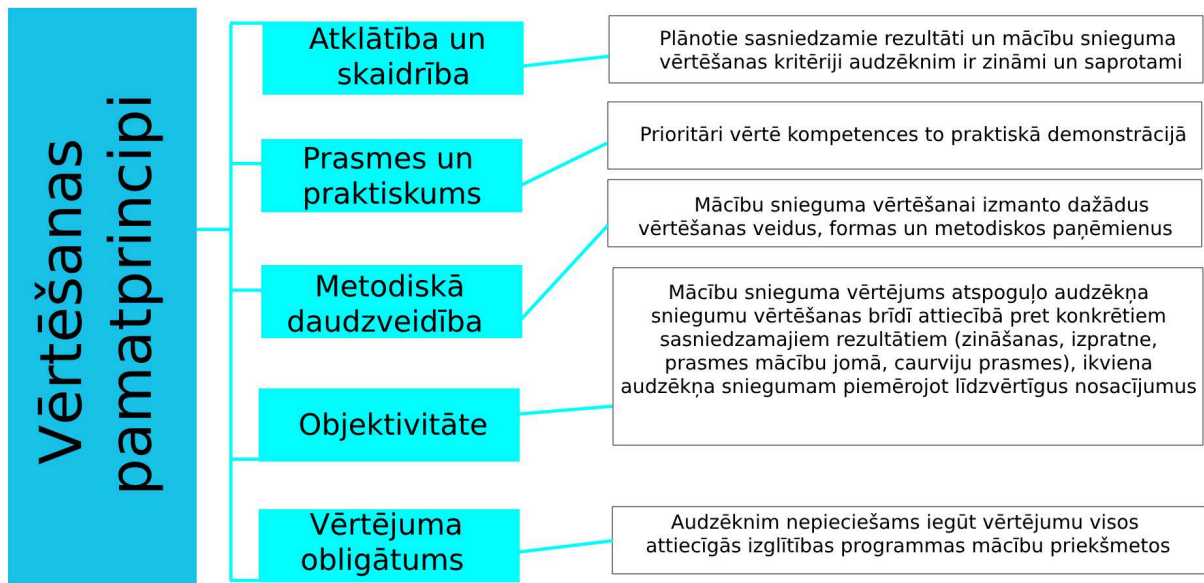 Vērtēšanas
pamatprincipi
Atklātība un
skaidrība
Plānotie sasniedzamie rezultāti un mācību snieguma
vērtēšanas kritēriji audzēknim ir zināmi un saprotami
Prasmes un
praktiskums
Prioritāri vērtē kompetences to praktiskā demonstrācijā
Metodiskā
daudzveidība
Mācību snieguma vērtēšanai izmanto dažādus
vērtēšanas veidus, formas un metodiskos paņēmienus
Objektivitāte
Mācību snieguma vērtējums atspoguļo audzēkņa
sniegumu vērtēšanas brīdī attiecībā pret konkrētiem
sasniedzamajiem rezultātiem (zināšanas, izpratne,
prasmes mācību jomā, caurviju prasmes), ikviena
audzēkņa sniegumam piemērojot līdzvērtīgus nosacījumus
Vērtējuma
obligātums
Audzēknim nepieciešams iegūt vērtējumu visos
attiecīgās izglītības programmas mācību priekšmetos